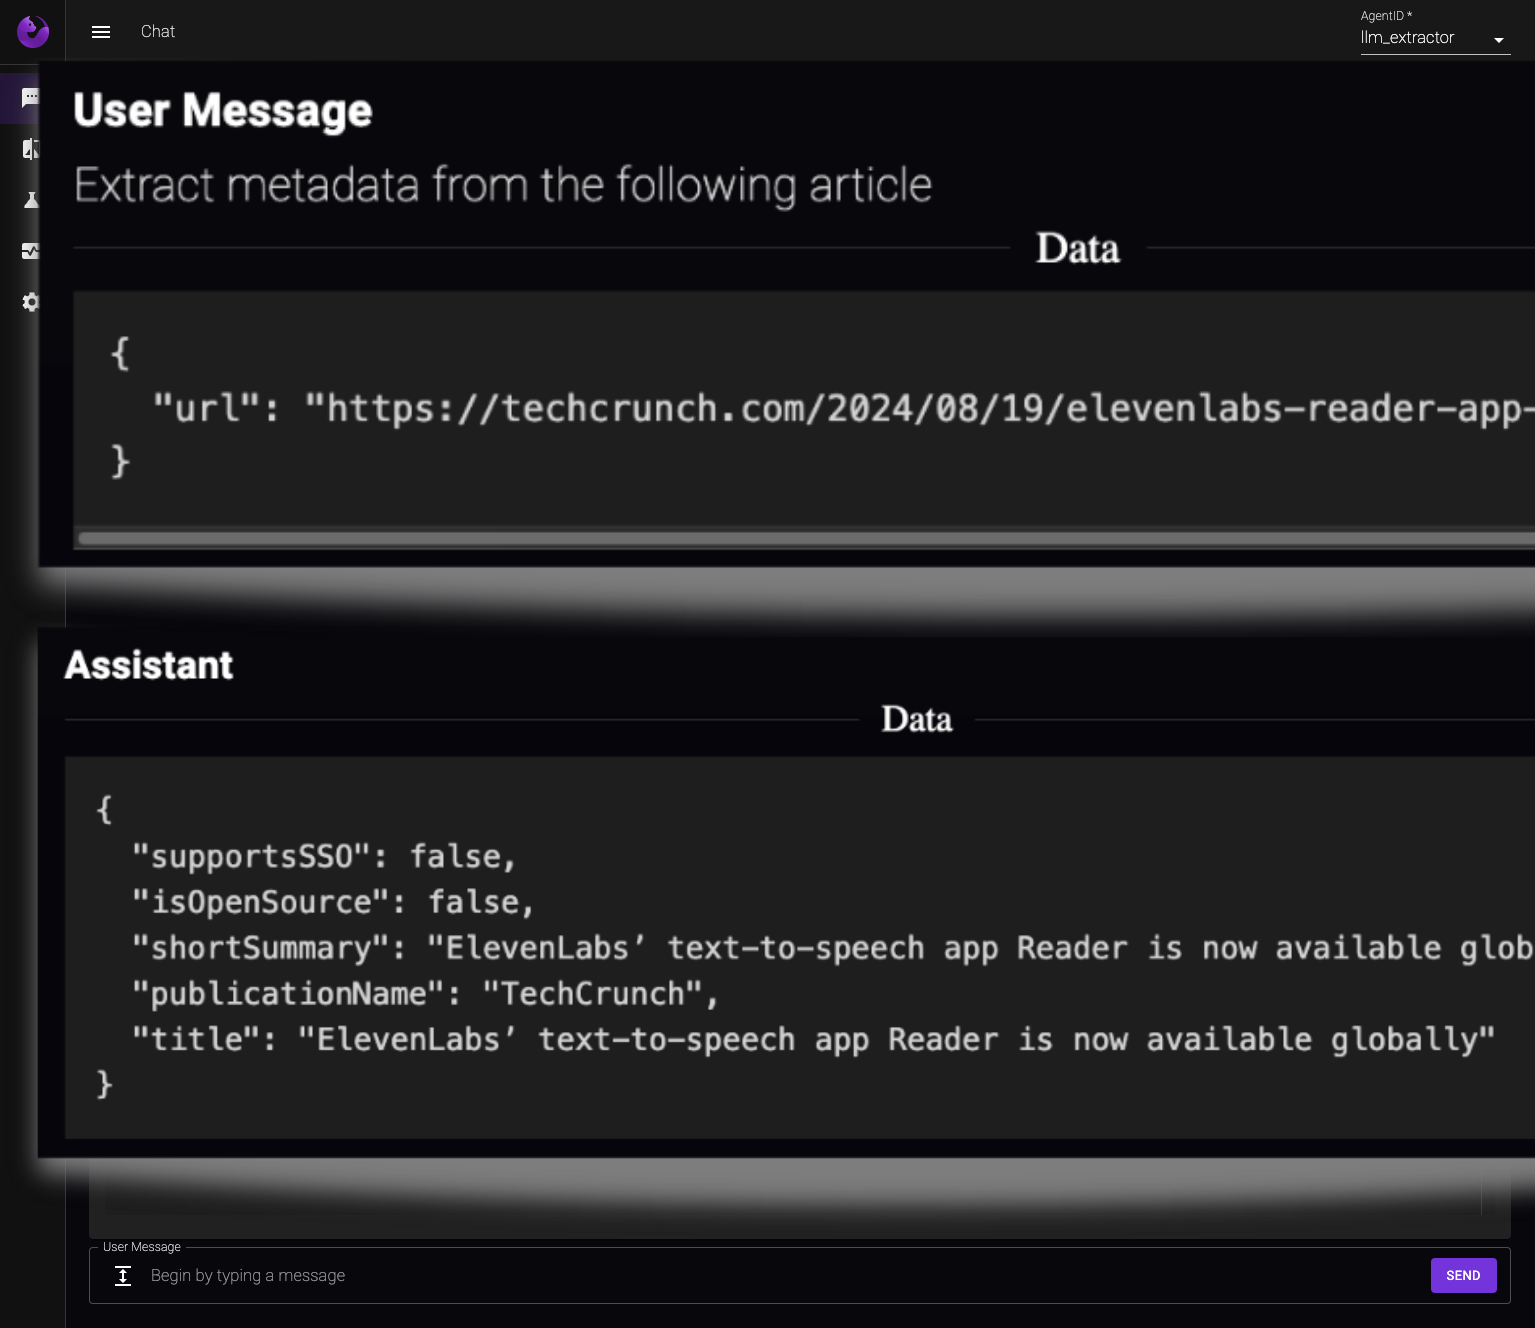 Chat
AgentID *
llm_extractor
User Message
Extract metadata from the following article
Data
{
"url": "https://techcrunch.com/2024/08/19/elevenlabs-reader-app-
}
Assistant
Data
{
"supportsSSO": false,
"isOpenSource": false,
"shortSummary": "ElevenLabs’ text-to-speech app Reader is now available glob
"publicationName": "TechCrunch",
"title": "ElevenLabs’ text-to-speech app Reader is now available globally"
}
User Message
Begin by typing a message
SEND